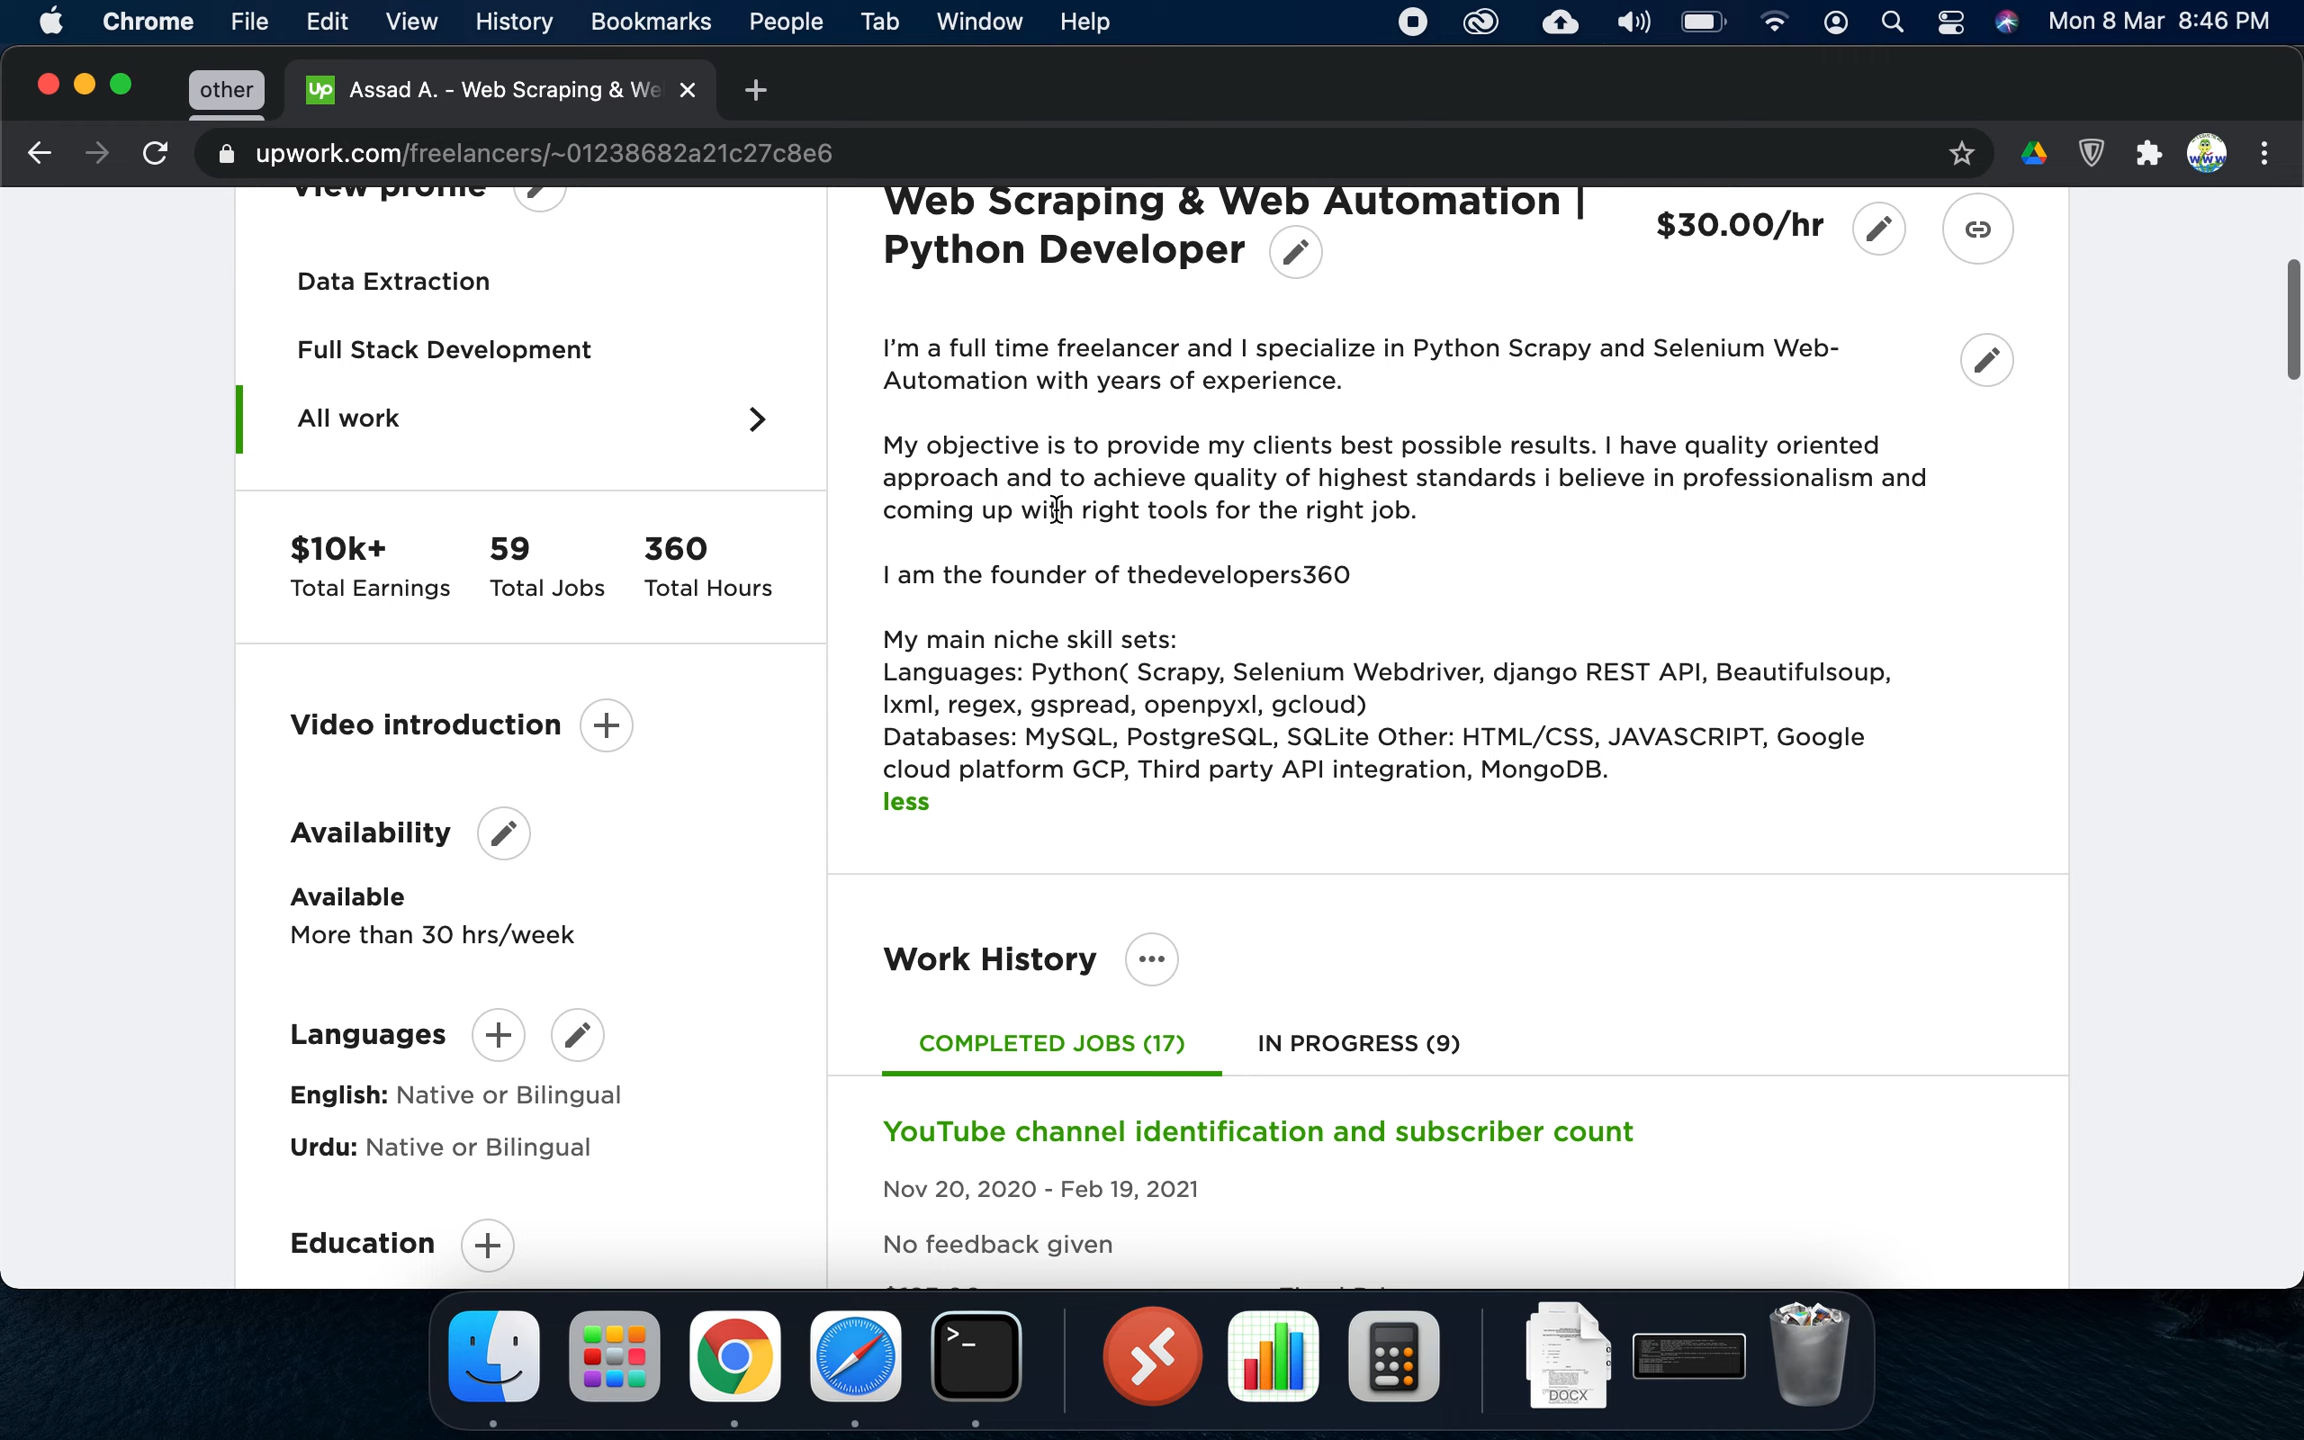 Chrome File Edit View History Bookmarks People Tab Window Help Mon 8 Mar 8:46 PM
other Up Assad A. - Web Scraping & We
upwork.com/freelancers/~01238682a21c27c8e6
View profile
Data Extraction
Full Stack Development
All work
$10k+ 59 360
Total Earnings Total Jobs Total Hours
Video introduction
Availability
Available
More than 30 hrs/week
Languages
English: Native or Bilingual
Urdu: Native or Bilingual
Education
Web Scraping & Web Automation |
Python Developer
$30.00/hr
I'm a full time freelancer and I specialize in Python Scrapy and Selenium Web-
Automation with years of experience.
My objective is to provide my clients best possible results. I have quality oriented
approach and to achieve quality of highest standards i believe in professionalism and
coming up with right tools for the right job.
I am the founder of thedevelopers360
My main niche skill sets:
Languages: Python( Scrapy, Selenium Webdriver, django REST API, Beautifulsoup,
lxml, regex, gspread, openpyxl, gcloud)
Databases: MySQL, PostgreSQL, SQLite Other: HTML/CSS, JAVASCRIPT, Google
cloud platform GCP, Third party API integration, MongoDB.
less
Work History
COMPLETED JOBS (17) IN PROGRESS (9)
YouTube channel identification and subscriber count
Nov 20, 2020 - Feb 19, 2021
No feedback given
DOCX